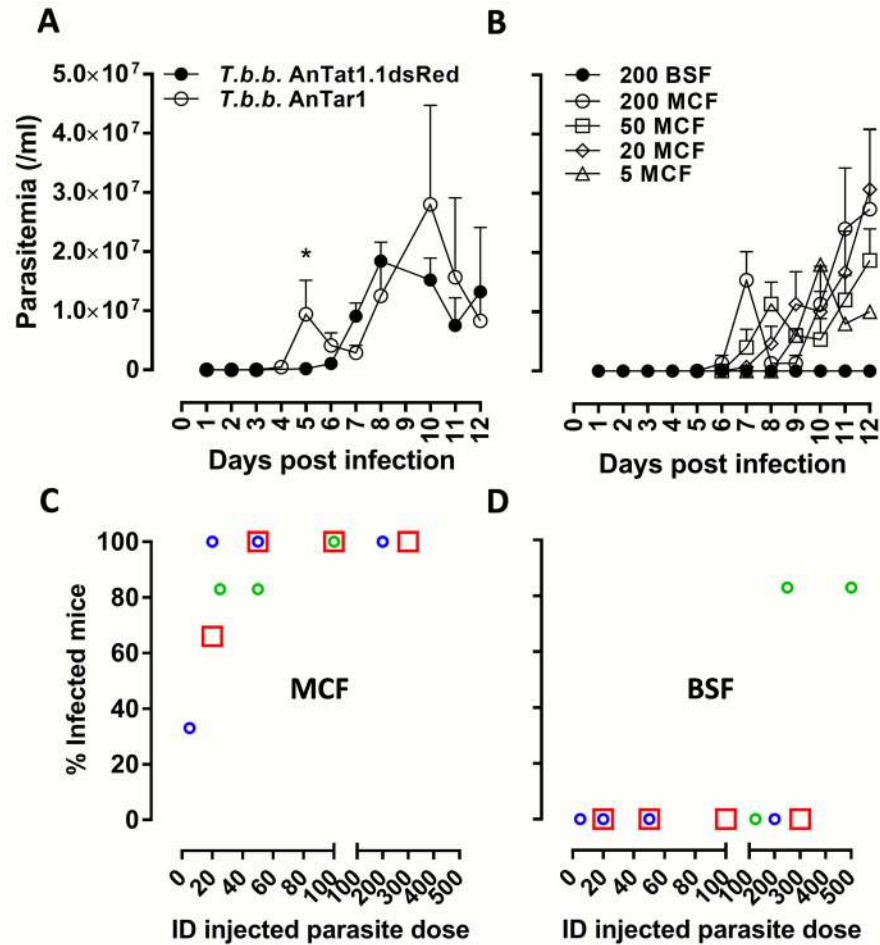 A
B
5.0×10⁷
4.0×10⁷
3.0×10⁷
2.0×10⁷
1.0×10⁷
0
Parasitemia (/ml)
T.b.b. AnTat1.1dsRed
T.b.b. AnTar1
*
200 BSF
200 MCF
50 MCF
20 MCF
5 MCF
0 1 2 3 4 5 6 7 8 9 10 11 12
0 1 2 3 4 5 6 7 8 9 10 11 12
Days post infection
Days post infection
C
D
100
80
60
40
20
0
% Infected mice
MCF
BSF
0 20 40 60 80 100 100 200 300 400 500
0 20 40 60 80 100 100 200 300 400 500
ID injected parasite dose
ID injected parasite dose